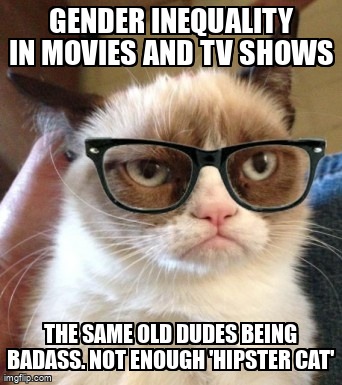 GENDER INEQUALITY
IN MOVIES AND TV SHOWS
THE SAME OLD DUDES BEING
BADASS. NOT ENOUGH 'HIPSTER CAT'
imgflip.com